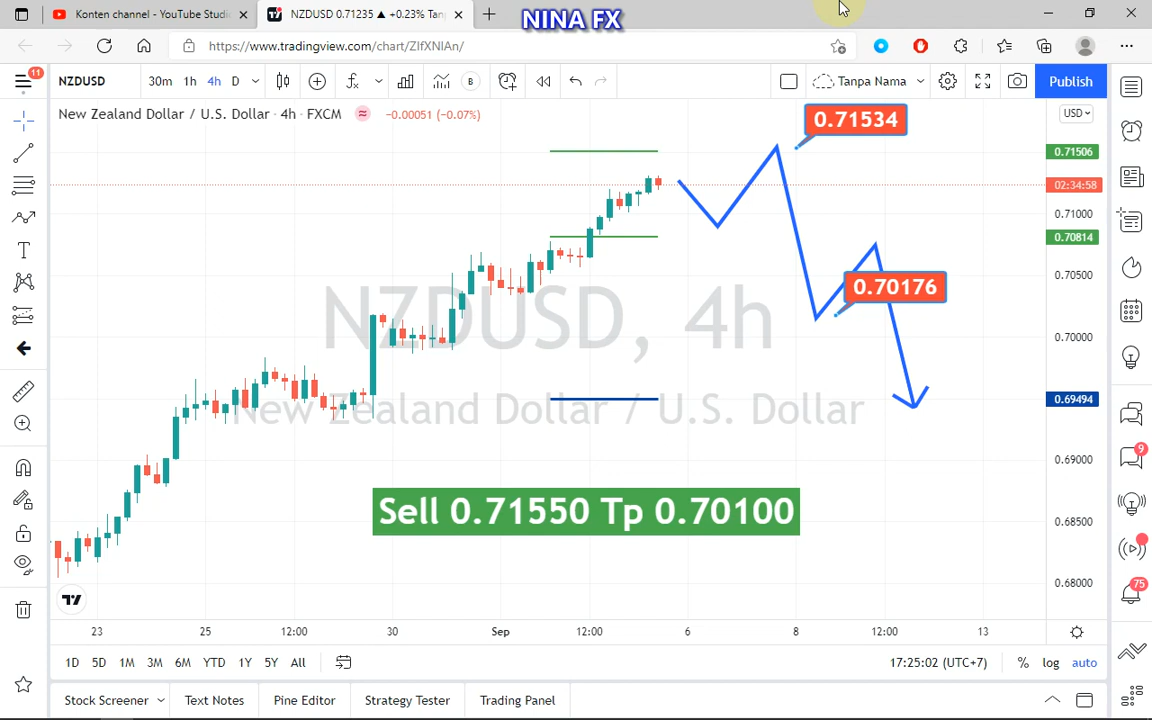 Konten channel - YouTube Studi
NZDUSD 0.71235 ▲ +0.23% Tan
NINA FX
https://www.tradingview.com/chart/ZIfXNIAn/
11
NZDUSD
30m 1h 4h D
B
Tanpa Nama
Publish
New Zealand Dollar / U.S. Dollar · 4h · FXCM
−0.00051 (−0.07%)
USD
0.71534
0.71506
02:34:58
0.71000
0.70814
0.70500
0.70176
NZDUSD, 4h
0.70000
New Zealand Dollar / U.S. Dollar
0.69494
0.69000
Sell 0.71550 Tp 0.70100
0.68500
0.68000
9
75
23 25 12:00 30 Sep 12:00 6 8 12:00 13
1D 5D 1M 3M 6M YTD 1Y 5Y All
17:25:02 (UTC+7) % log auto
Stock Screener Text Notes Pine Editor Strategy Tester Trading Panel